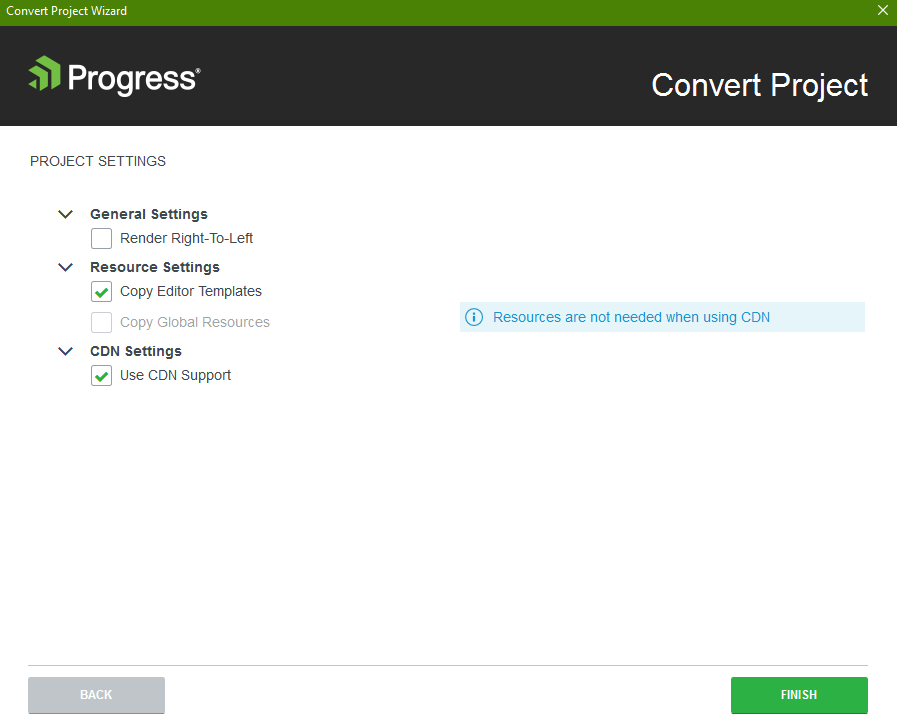 Convert Project Wizard
Progress®
Convert Project
PROJECT SETTINGS
General Settings
Render Right-To-Left
Resource Settings
Copy Editor Templates
Copy Global Resources
Resources are not needed when using CDN
CDN Settings
Use CDN Support
BACK
FINISH